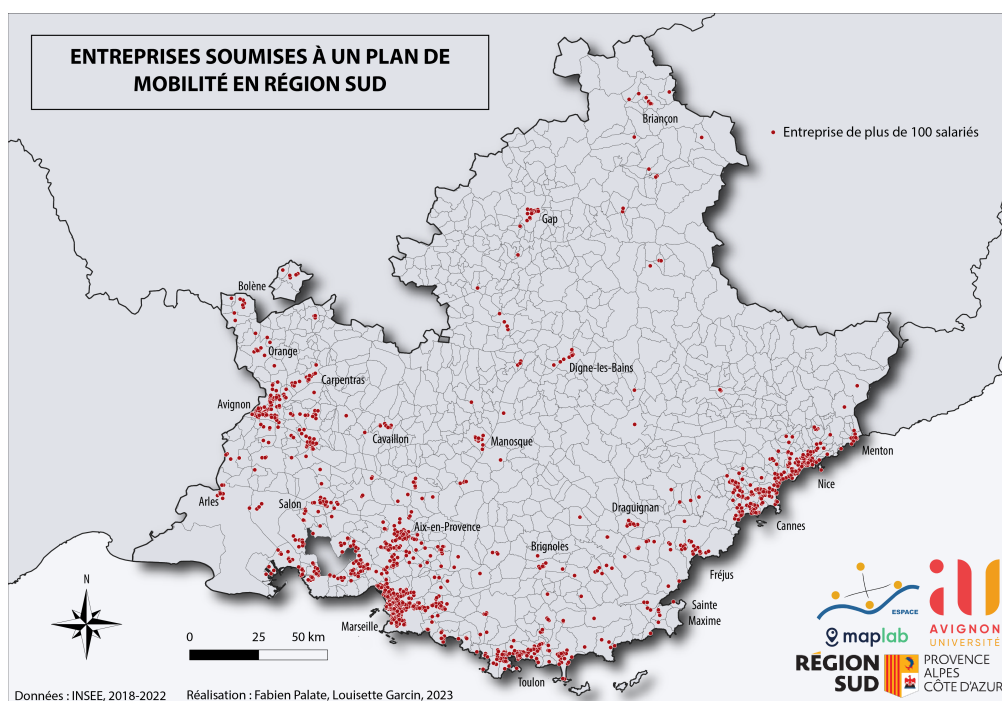 ENTREPRISES SOUMISES À UN PLAN DE
MOBILITÉ EN RÉGION SUD
Entreprise de plus de 100 salariés
Briançon
Gap
Bolène
Orange
Digne-les-Bains
Carpentras
Avignon
Cavaillon
Manosque
Menton
Nice
Arles
Salon
Draguignan
Cannes
Aix-en-Provence
Brignoles
Fréjus
Sainte
Maxime
Marseille
Toulon
N
0 25 50 km
ESPACE
maplab
AVIGNON
UNIVERSITÉ
RÉGION
SUD
PROVENCE
ALPES
CÔTE D'AZUR
Données : INSEE, 2018-2022 Réalisation : Fabien Palate, Louisette Garcin, 2023